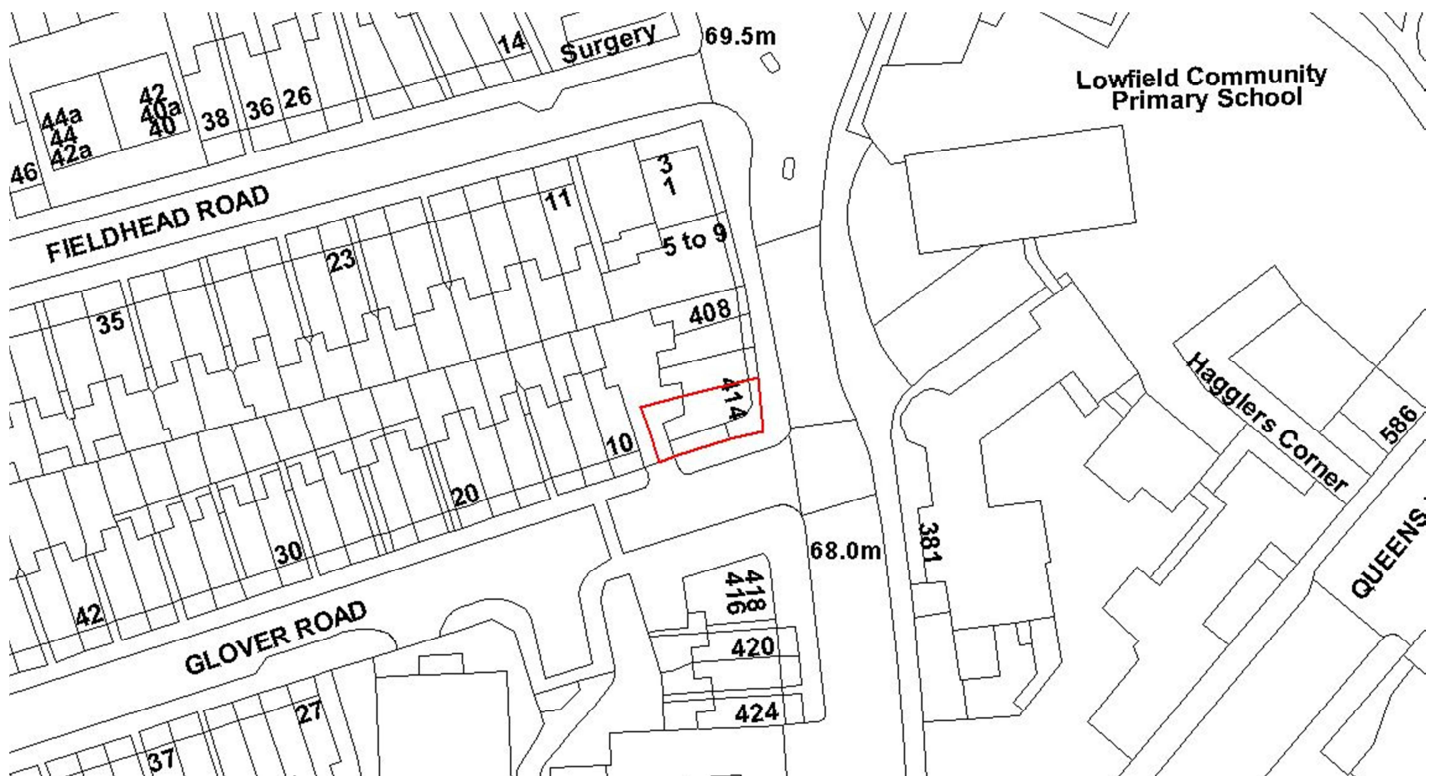 14
Surgery
69.5m
Lowfield Community
Primary School
44a
44
42a
42
40a
40
38
36
26
46
3
1
11
FIELDHEAD ROAD
5 to 9
23
35
408
414
Hagglers Corner
586
10
20
QUEENS
30
381
68.0m
42
418
416
GLOVER ROAD
420
27
424
37